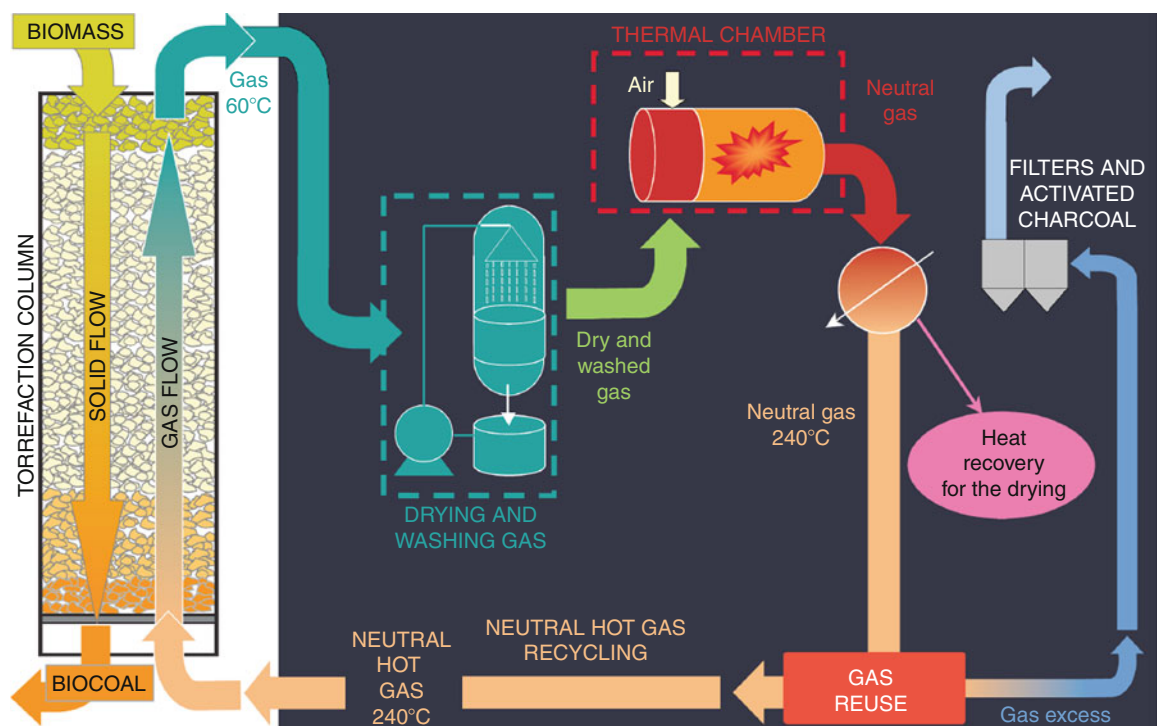 BIOMASS
Gas
60°C
THERMAL CHAMBER
Air
Neutral
gas
FILTERS AND
ACTIVATED
CHARCOAL
TORREFACTION COLUMN
SOLID FLOW
GAS FLOW
Dry and
washed
gas
Neutral gas
240°C
Heat
recovery
for the drying
DRYING AND
WASHING GAS
NEUTRAL
HOT
GAS
240°C
NEUTRAL HOT GAS
RECYCLING
GAS
REUSE
BIOCOAL
Gas excess